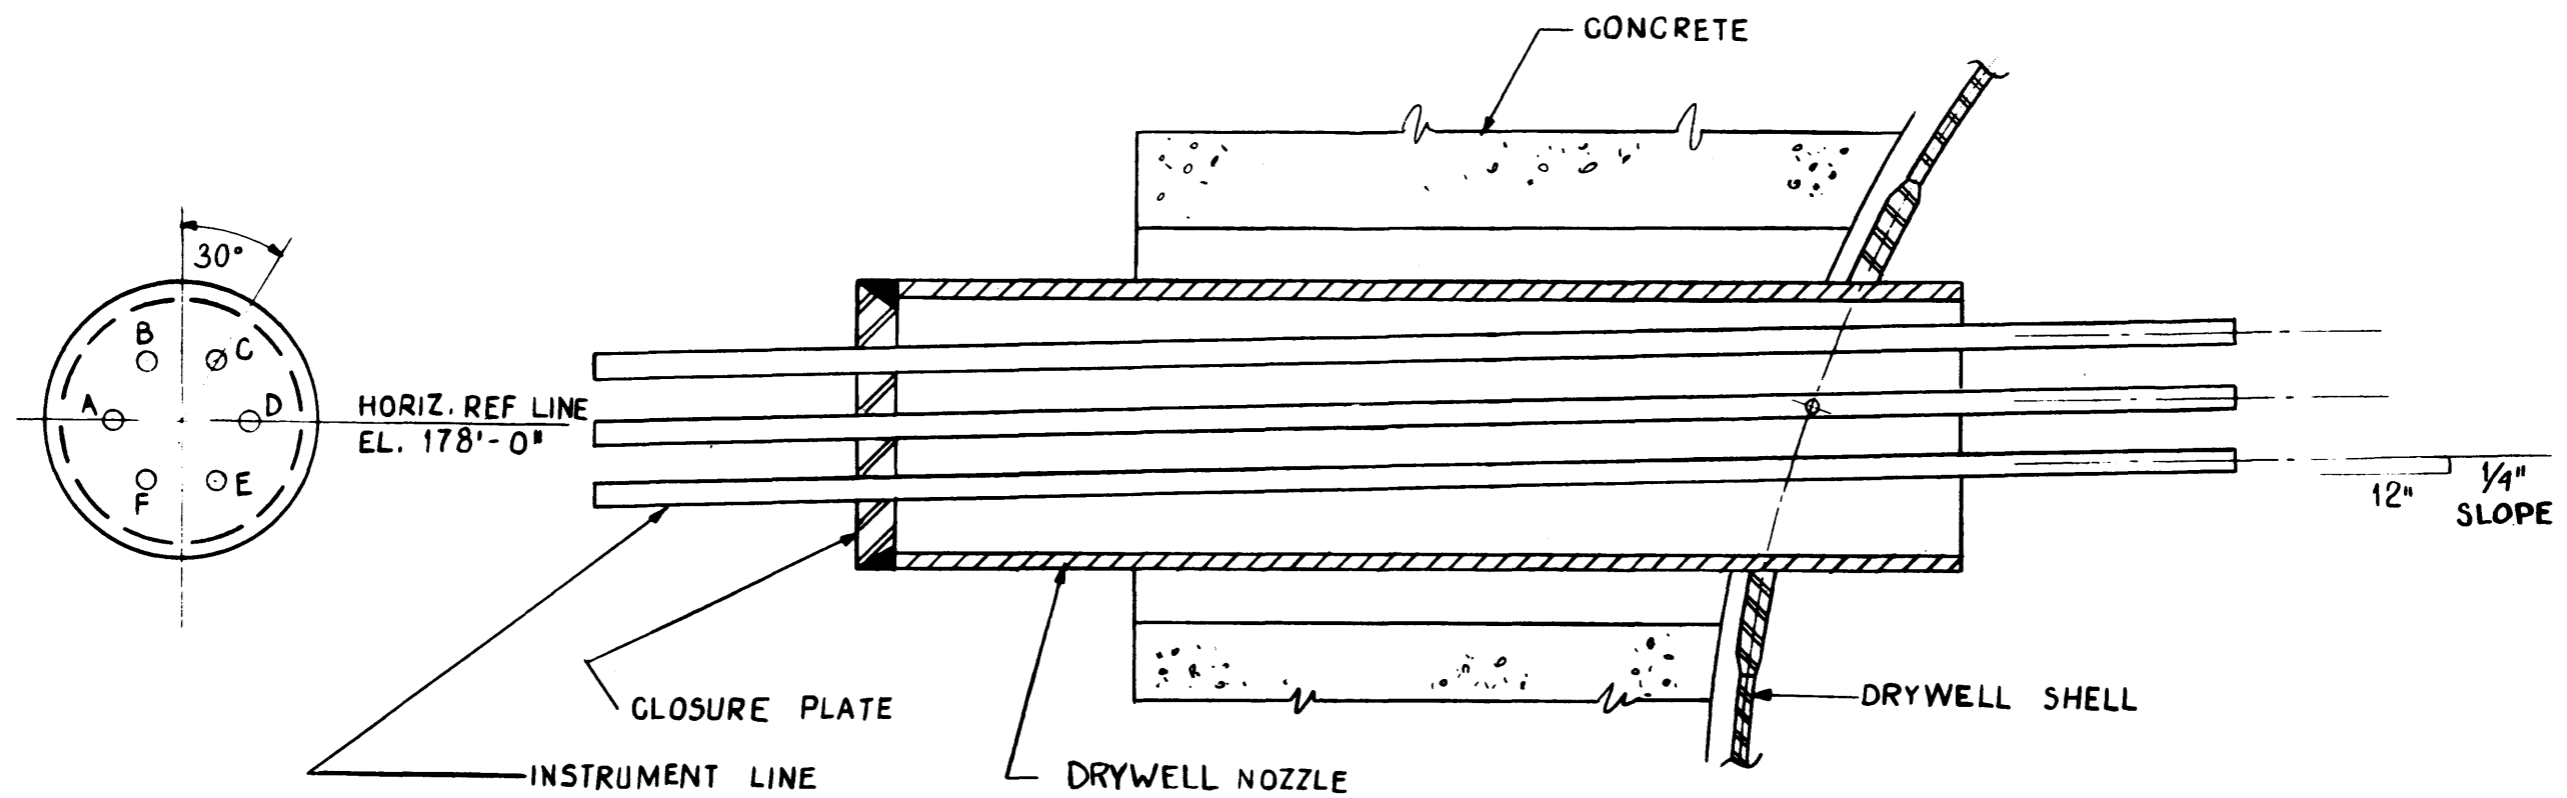 CONCRETE
30°
B
C
A
D
HORIZ. REF LINE
EL. 178'-0"
F
E
12"
1/4"
SLOPE
CLOSURE PLATE
DRYWELL SHELL
INSTRUMENT LINE
DRYWELL NOZZLE